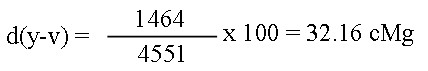 d(y-v) = 1464 / 4551 x 100 = 32.16 cMg